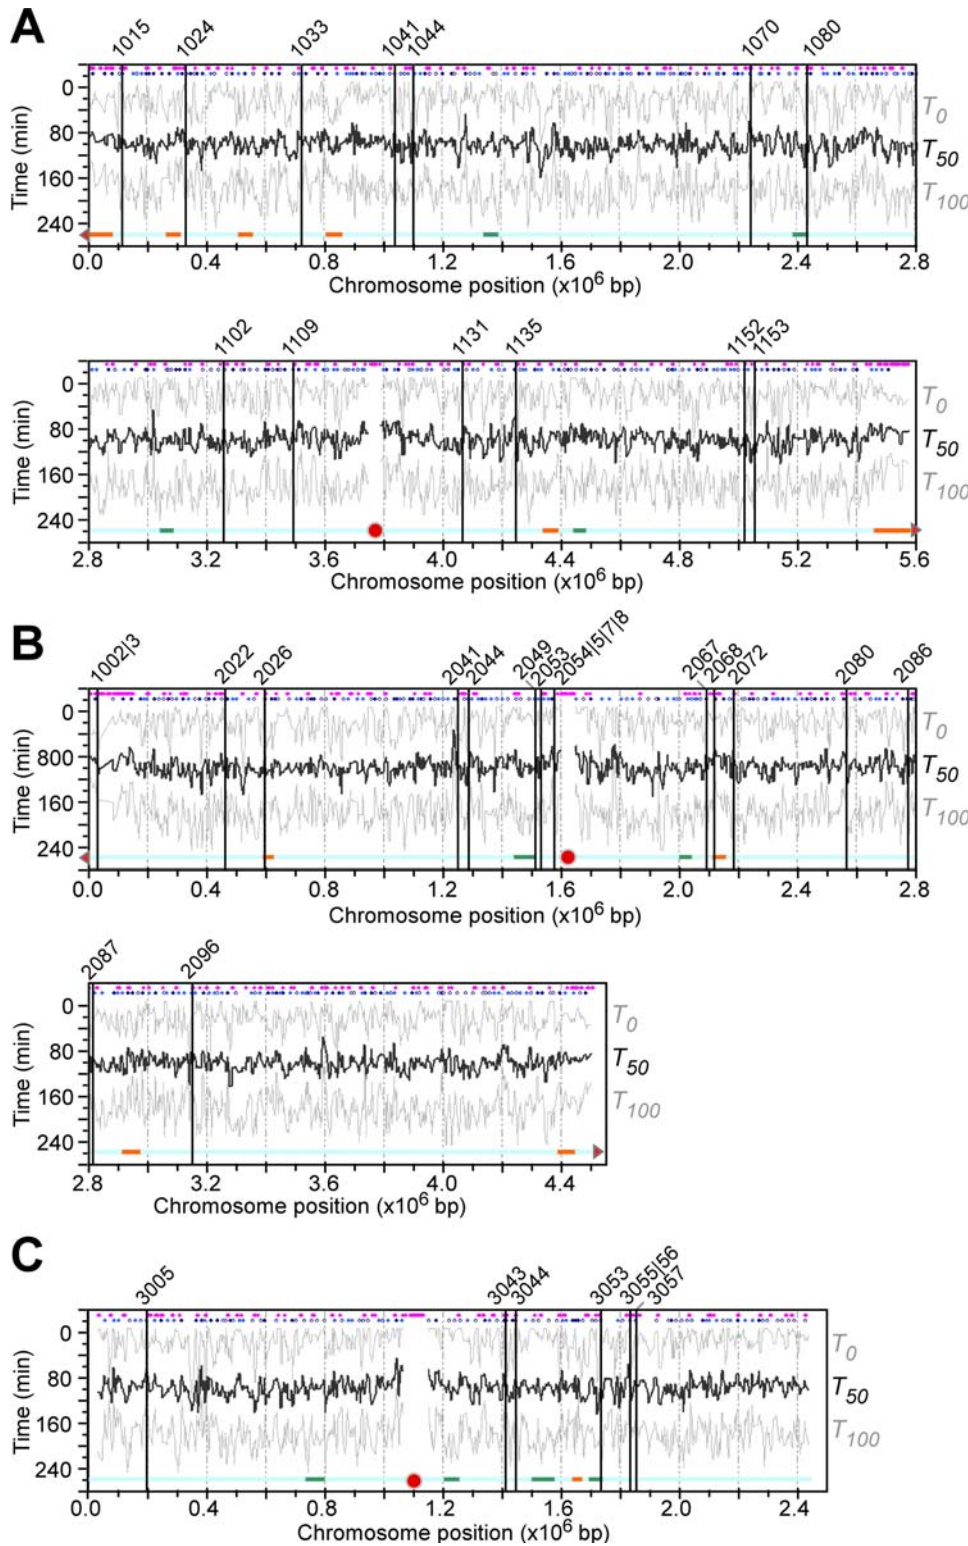 A
1015 1024 1033 1041 1044 1070 1080
Time (min)
0
80
160
240
T0
T50
T100
0.0 0.4 0.8 1.2 1.6 2.0 2.4 2.8
Chromosome position (x10^6 bp)
1102 1109 1131 1135 1152 1153
Time (min)
0
80
160
240
T0
T50
T100
2.8 3.2 3.6 4.0 4.4 4.8 5.2 5.6
Chromosome position (x10^6 bp)
B
1002|3 2022 2026 2041 2044 2049 2053 2054|5|7|8 2067 2068 2072 2080 2086
Time (min)
0
800
160
240
T0
T50
T100
0.0 0.4 0.8 1.2 1.6 2.0 2.4 2.8
Chromosome position (x10^6 bp)
2087 2096
Time (min)
0
80
160
240
T0
T50
T100
2.8 3.2 3.6 4.0 4.4
Chromosome position (x10^6 bp)
C
3005 3043 3044 3053 3055|56 3057
Time (min)
0
80
160
240
T0
T50
T100
0.0 0.4 0.8 1.2 1.6 2.0 2.4
Chromosome position (x10^6 bp)